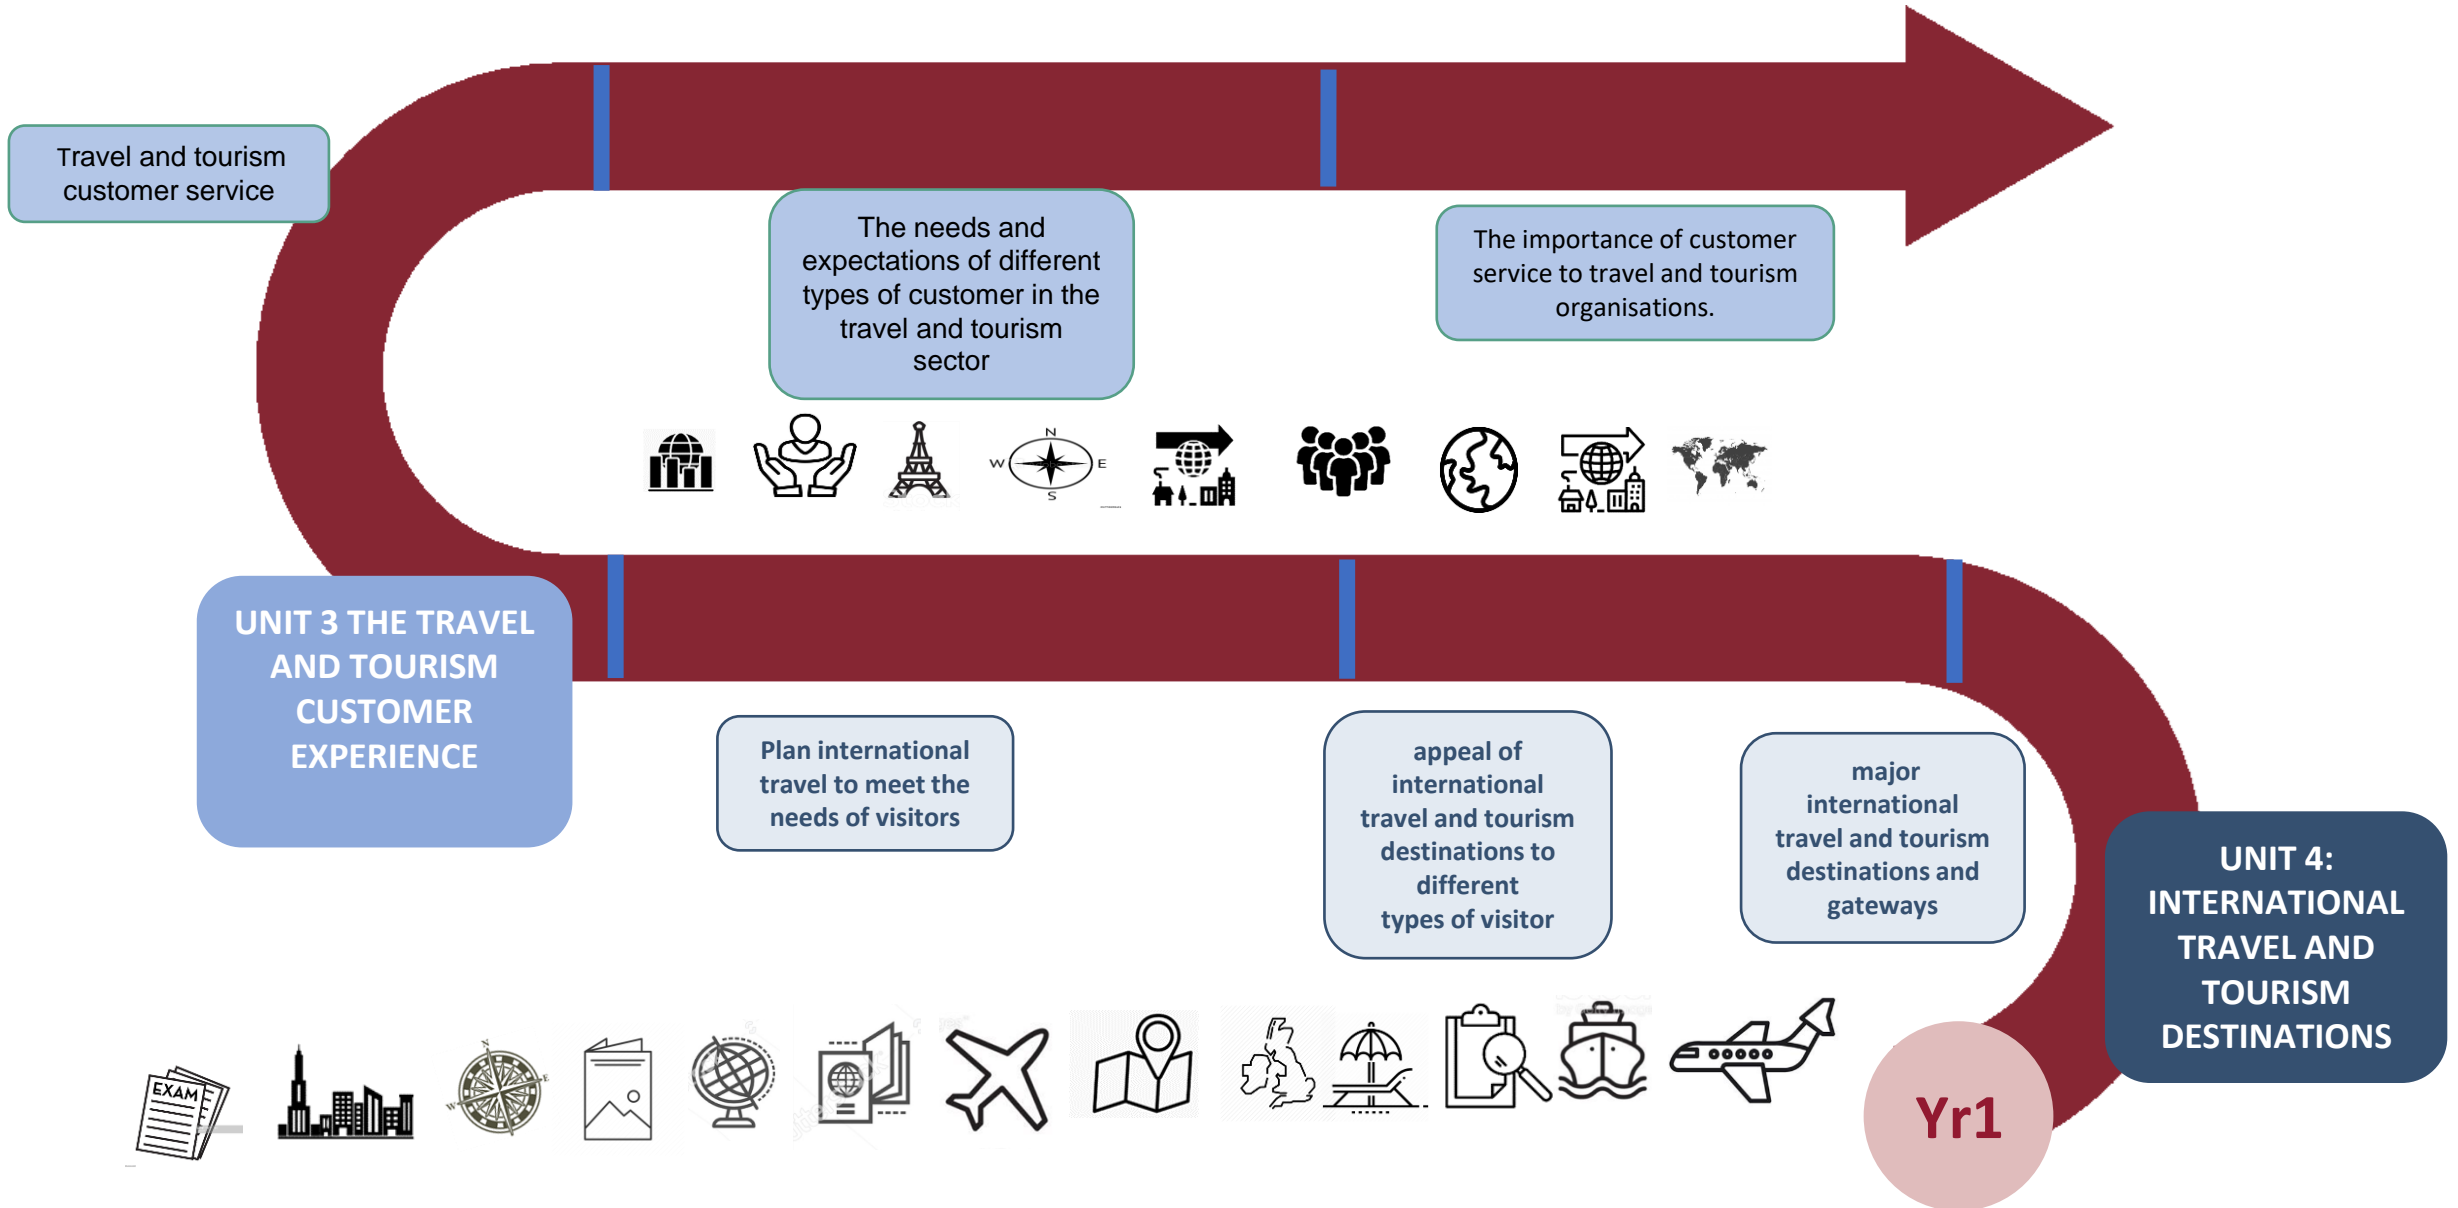 Travel and tourism
customer service
The needs and
expectations of different
types of customer in the
travel and tourism
sector
The importance of customer
service to travel and tourism
organisations.
N
W
E
S
UNIT 3 THE TRAVEL
AND TOURISM
CUSTOMER
EXPERIENCE
Plan international
travel to meet the
needs of visitors
appeal of
international
travel and tourism
destinations to
different
types of visitor
major
international
travel and tourism
destinations and
gateways
UNIT 4:
INTERNATIONAL
TRAVEL AND
TOURISM
DESTINATIONS
EXAM
N
E
W
Yr1